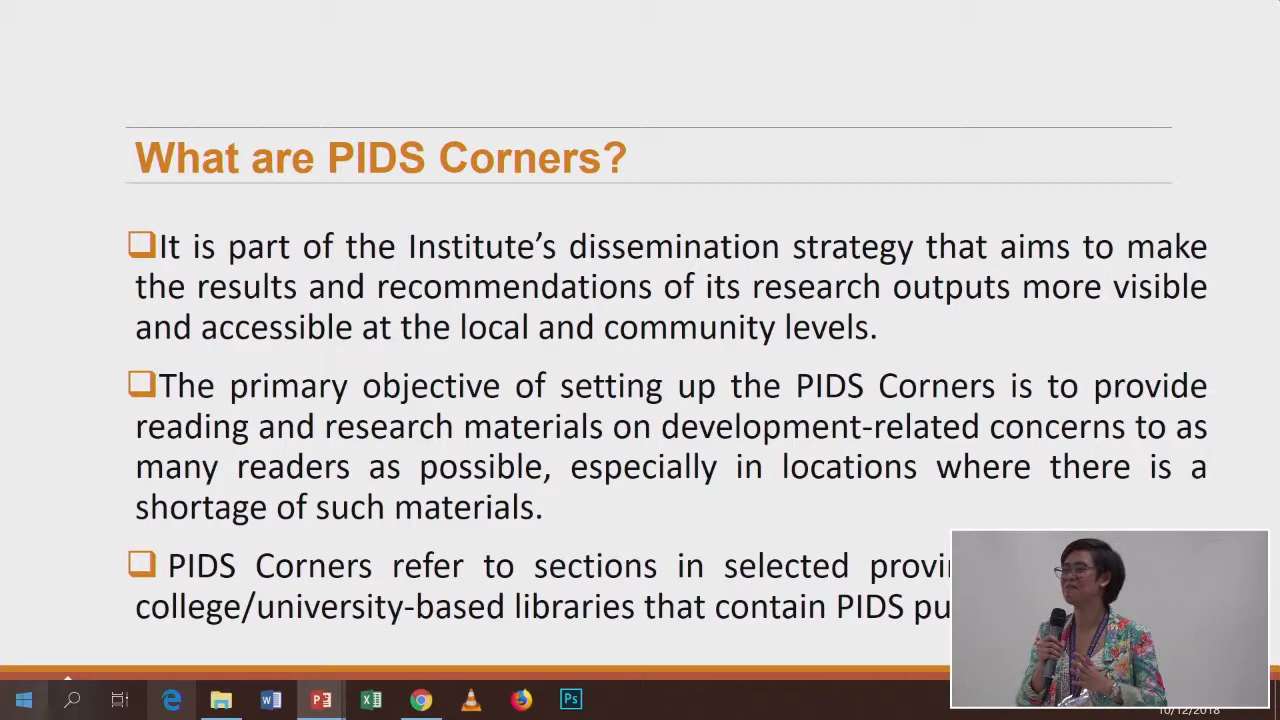 What are PIDS Corners?
It is part of the Institute’s dissemination strategy that aims to make
the results and recommendations of its research outputs more visible
and accessible at the local and community levels.
The primary objective of setting up the PIDS Corners is to provide
reading and research materials on development-related concerns to as
many readers as possible, especially in locations where there is a
shortage of such materials.
PIDS Corners refer to sections in selected
college/university-based libraries that contain PIDS
Ps
10/12/2018